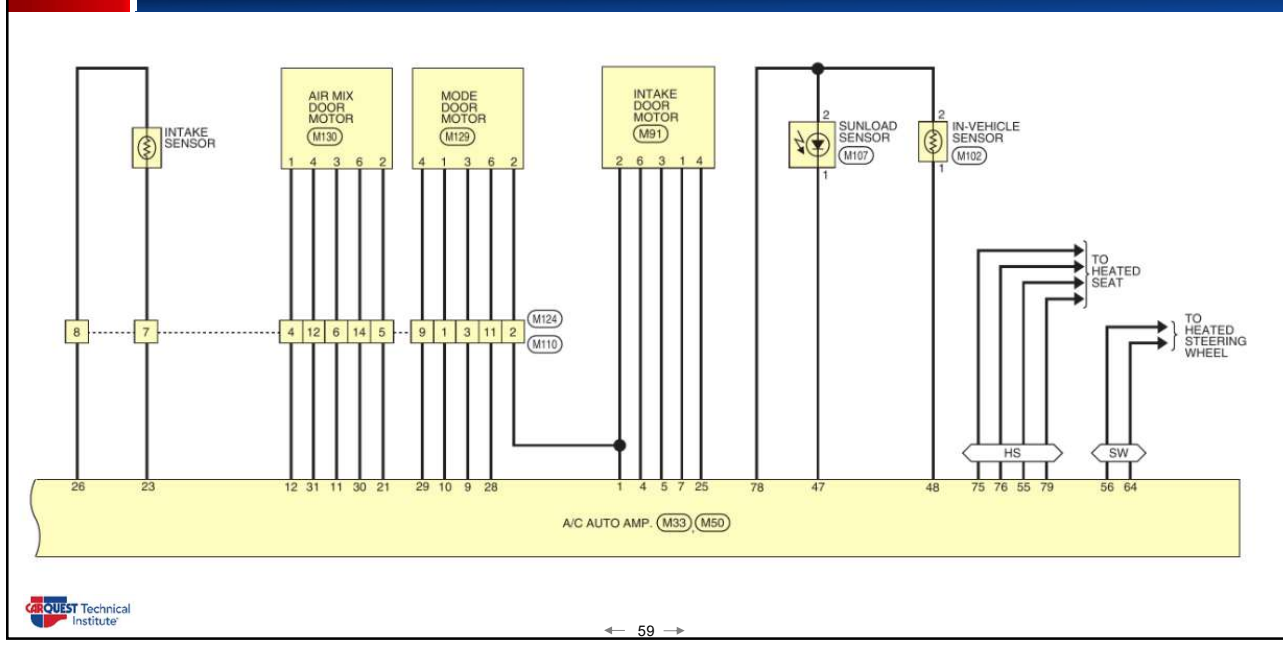 INTAKE
SENSOR
AIR MIX
DOOR
MOTOR
M130
1 4 3 6 2
MODE
DOOR
MOTOR
M129
4 1 3 6 2
INTAKE
DOOR
MOTOR
M91
2 6 3 1 4
2
SUNLOAD
SENSOR
M107
1
2
IN-VEHICLE
SENSOR
M102
1
TO
HEATED
SEAT
TO
HEATED
STEERING
WHEEL
8 7 4 12 6 14 5 9 1 3 11 2
M124
M110
HS
SW
26 23 12 31 11 30 21 29 10 9 28 1 4 5 7 25 78 47 48 75 76 55 79 56 64
A/C AUTO AMP. M33, M50
CARQUEST Technical
Institute
59